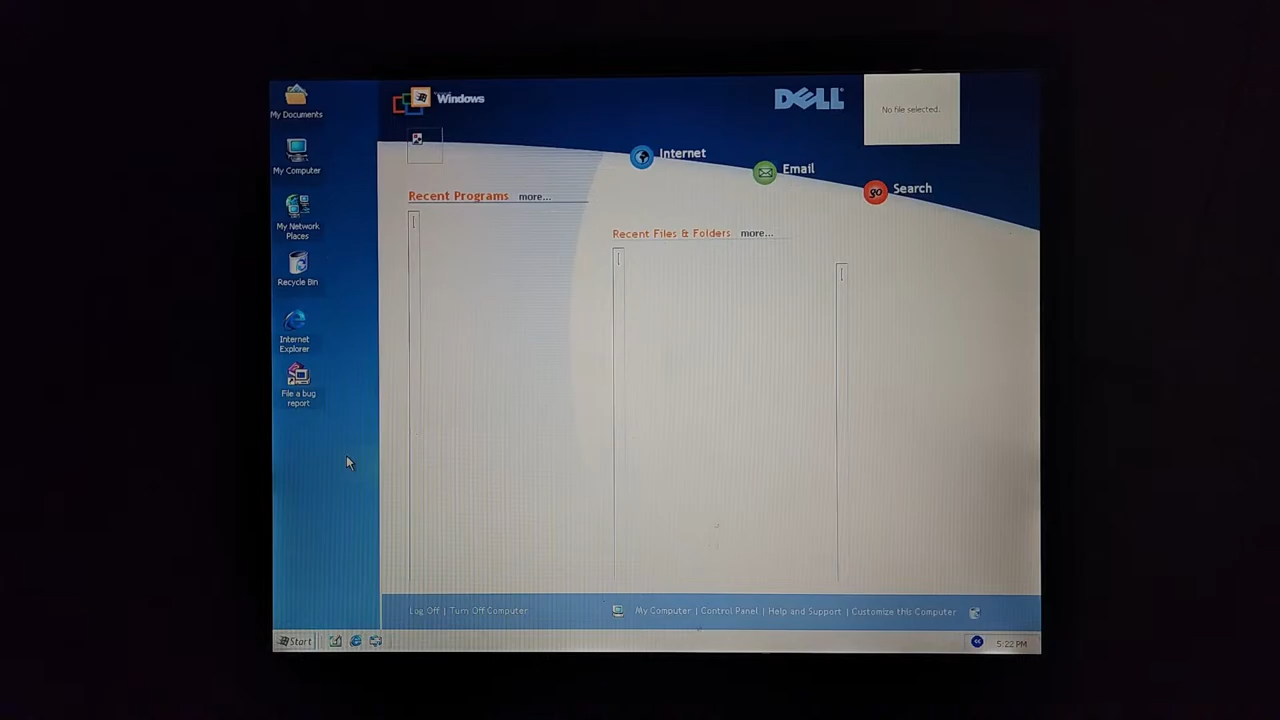 My Documents
My Computer
My Network
Places
Recycle Bin
Internet
Explorer
File a bug
report
Windows
DELL
No file selected.
Internet
Email
go
Search
Recent Programs more...
Recent Files & Folders more...
Log Off | Turn Off Computer
My Computer | Control Panel | Help and Support | Customize this Computer
Start
5:22 PM